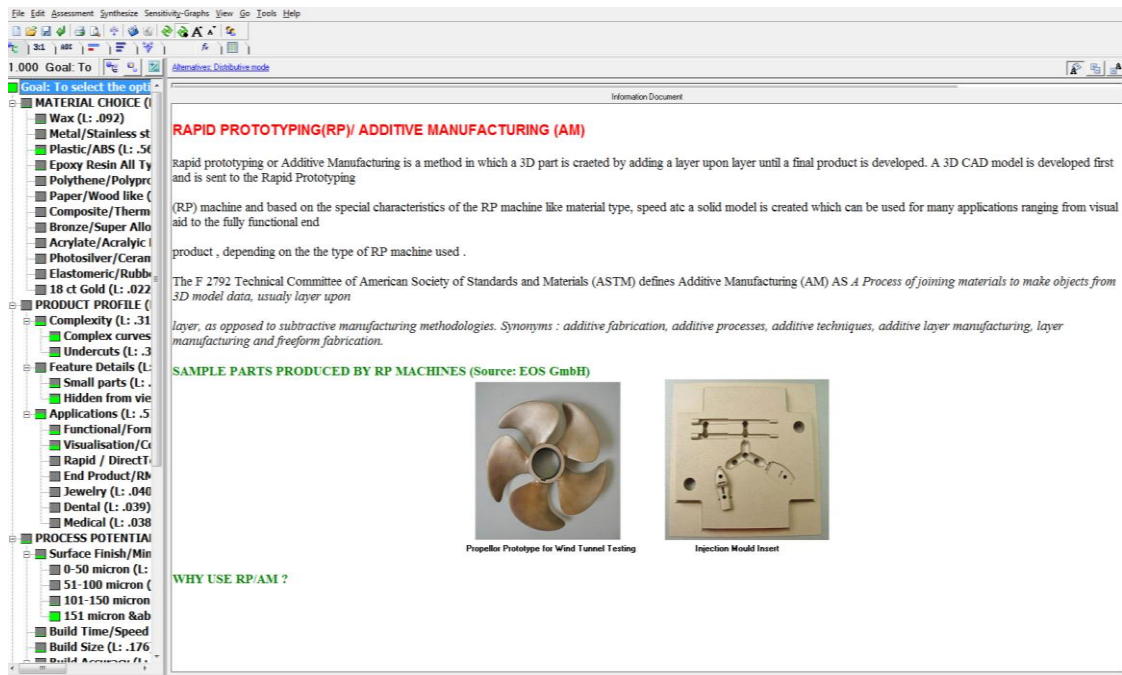 File Edit Assessment Synthesize Sensitivity-Graphs View Go Tools Help
3:1 ABC
1.000 Goal: To
Alternatives: Distributive mode
Goal: To select the opti
MATERIAL CHOICE (
Wax (L: .092)
Metal/Stainless st
Plastic/ABS (L: .56
Epoxy Resin All Ty
Polythene/Polypro
Paper/Wood like (
Composite/Therm
Bronze/Super Allo
Acrylate/Acralyic
Photosilver/Ceram
Elastomeric/Rubb
18 ct Gold (L: .022
PRODUCT PROFILE (
Complexity (L: .31
Complex curves
Undercuts (L: .3
Feature Details (L:
Small parts (L: .
Hidden from vie
Applications (L: .5
Functional/Form
Visualisation/Co
Rapid / DirectT
End Product/RM
Jewelry (L: .040
Dental (L: .039)
Medical (L: .038
PROCESS POTENTIA
Surface Finish/Min
0-50 micron (L:
51-100 micron (
101-150 micron
151 micron &ab
Build Time/Speed
Build Size (L: .176
Build Accuracy (L:
Information Document
RAPID PROTOTYPING(RP)/ ADDITIVE MANUFACTURING (AM)
Rapid prototyping or Additive Manufacturing is a method in which a 3D part is craeted by adding a layer upon layer until a final product is developed. A 3D CAD model is developed first
and is sent to the Rapid Prototyping
(RP) machine and based on the special characteristics of the RP machine like material type, speed atc a solid model is created which can be used for many applications ranging from visual
aid to the fully functional end
product , depending on the the type of RP machine used .
The F 2792 Technical Committee of American Society of Standards and Materials (ASTM) defines Additive Manufacturing (AM) AS A Process of joining materials to make objects from
3D model data, usualy layer upon
layer, as opposed to subtractive manufacturing methodologies. Synonyms : additive fabrication, additive processes, additive techniques, additive layer manufacturing, layer
manufacturing and freeform fabrication.
SAMPLE PARTS PRODUCED BY RP MACHINES (Source: EOS GmbH)
Propellor Prototype for Wind Tunnel Testing
Injection Mould Insert
WHY USE RP/AM ?